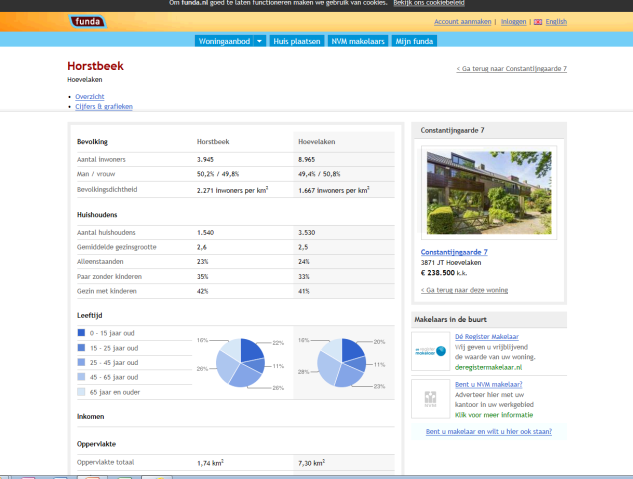 Om funda.nl goed te laten functioneren maken we gebruik van cookies. Bekijk ons cookiebeleid
funda
Account aanmaken | Inloggen | English
Woningaanbod Huis plaatsen NVM makelaars Mijn funda
Horstbeek
Hoevelaken
< Ga terug naar Constantijngaarde 7
• Overzicht
• Cijfers & grafieken
Bevolking Horstbeek Hoevelaken
Aantal inwoners 3.945 8.965
Man / vrouw 50,2% / 49,8% 49,4% / 50,8%
Bevolkingsdichtheid 2.271 inwoners per km² 1.667 inwoners per km²
Huishoudens
Aantal huishoudens 1.540 3.530
Gemiddelde gezinsgrootte 2,6 2,5
Alleenstaanden 23% 24%
Paar zonder kinderen 35% 33%
Gezin met kinderen 42% 41%
Leeftijd
0 - 15 jaar oud
15 - 25 jaar oud
25 - 45 jaar oud
45 - 65 jaar oud
65 jaar en ouder
16% 22% 11% 26% 26%
16% 20% 11% 23% 28%
Inkomen
Oppervlakte
Oppervlakte totaal 1,74 km² 7,30 km²
Constantijngaarde 7
Constantijngaarde 7
3871 JT Hoevelaken
€ 238.500 k.k.
< Ga terug naar deze woning
Makelaars in de buurt
Dé Register Makelaar
Wij geven u vrijblijvend
de waarde van uw woning.
deregistermakelaar.nl
Bent u NVM makelaar?
Adverteer hier met uw
kantoor in uw werkgebied
Klik voor meer informatie
Bent u makelaar en wilt u hier ook staan?